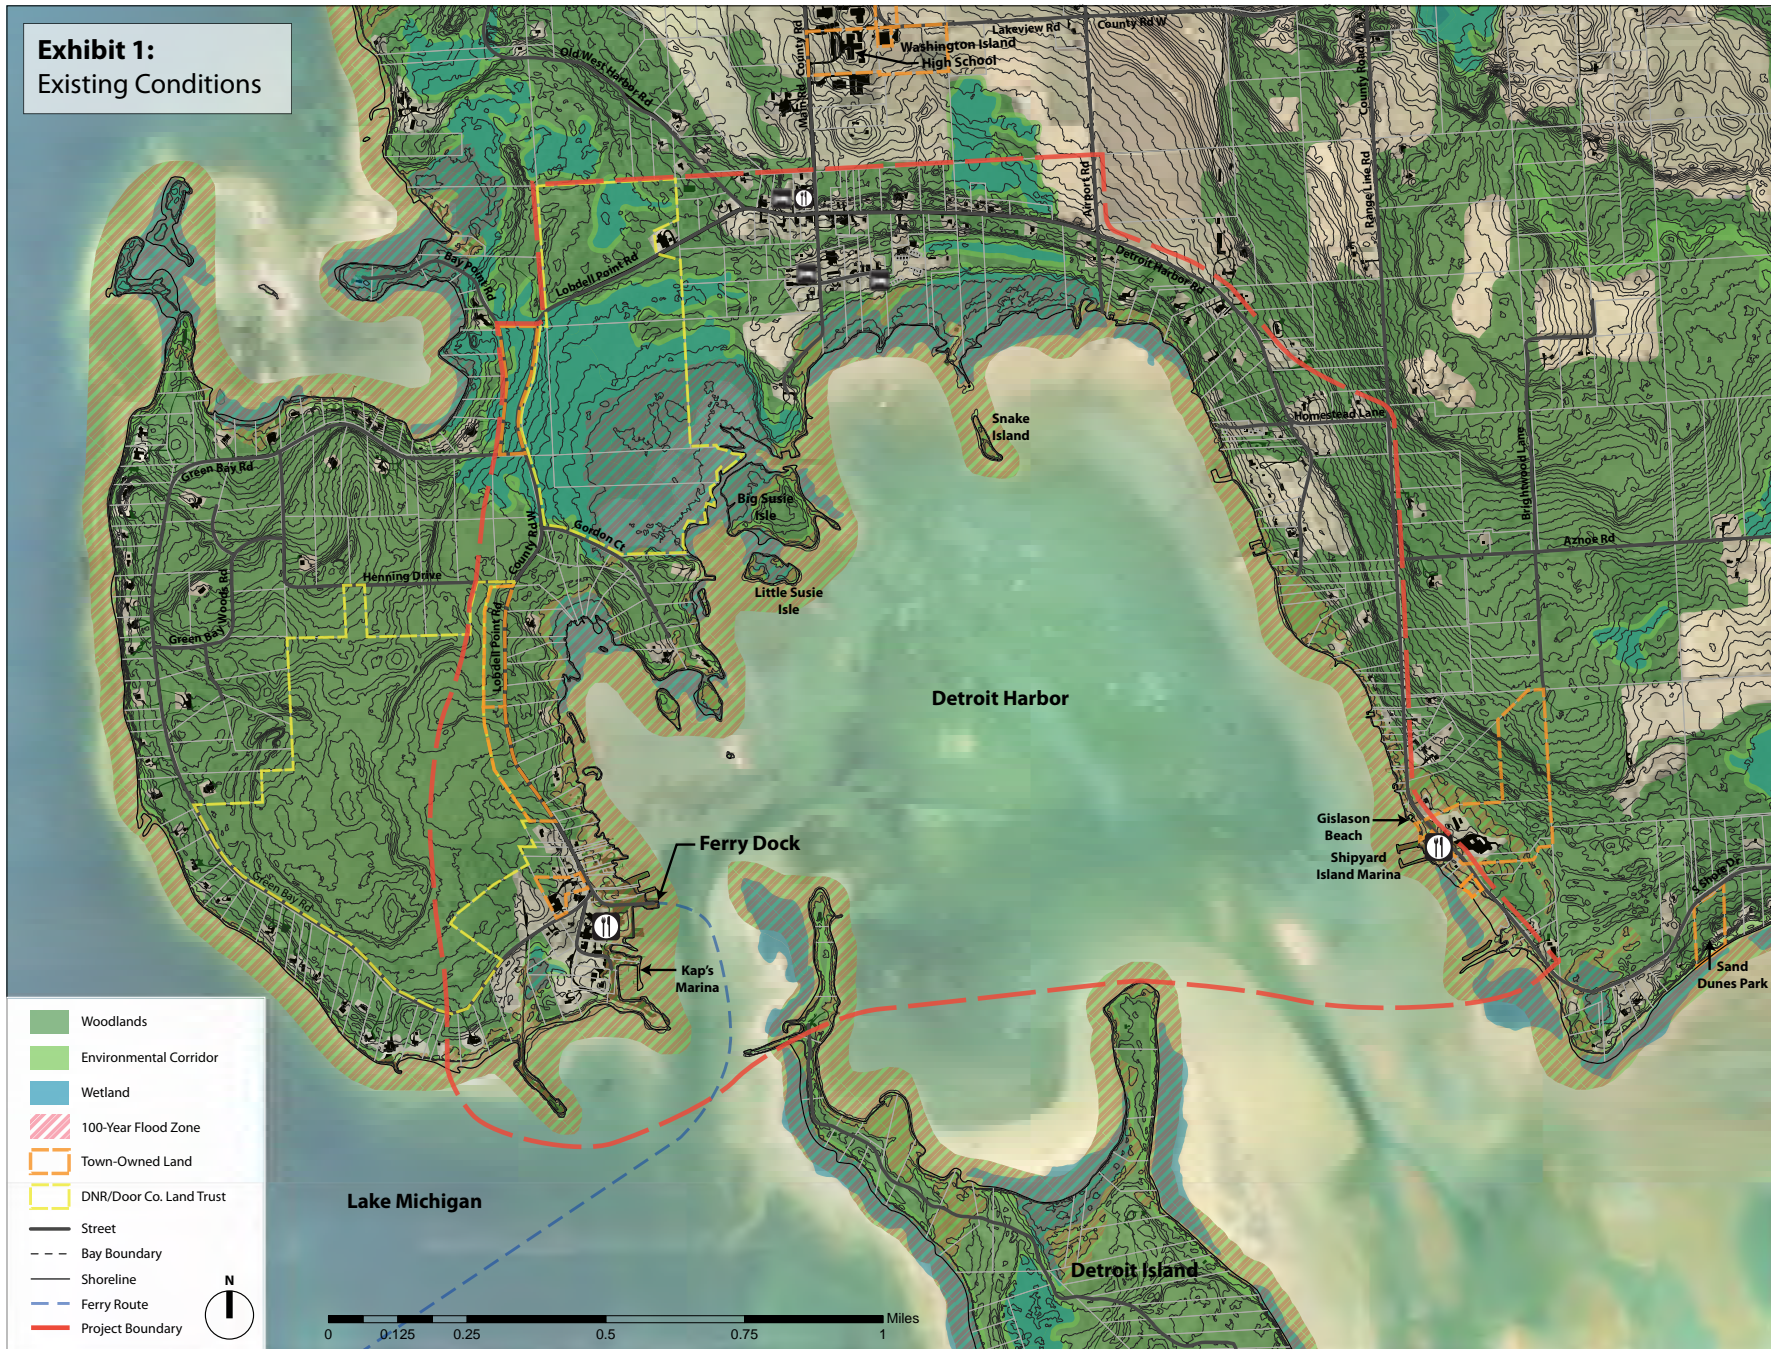 Exhibit 1:
Existing Conditions
Old West Harbor Rd
Main Rd
County Rd
Washington Island
High School
Lakeview Rd
County Rd W
County Road W
Range Line Rd
Airport Rd
Bay Point Rd
Lobdell Point Rd
Detroit Harbor Rd
Homestead Lane
Snake
Island
Green Bay Rd
Big Susie
Isle
Brightwood Lane
Aznoe Rd
County Rd W
Gordon Ct
Henning Drive
Little Susie
Isle
Green Bay Woods Rd
Lobdell Point Rd
Detroit Harbor
Gislason
Beach
Shipyard
Island Marina
Ferry Dock
S Shore Dr
Green Bay Rd
Kap's
Marina
Sand
Dunes Park
Lake Michigan
Detroit Island
Woodlands
Environmental Corridor
Wetland
100-Year Flood Zone
Town-Owned Land
DNR/Door Co. Land Trust
Street
Bay Boundary
Shoreline
Ferry Route
Project Boundary
N
Miles
0 0.125 0.25 0.5 0.75 1